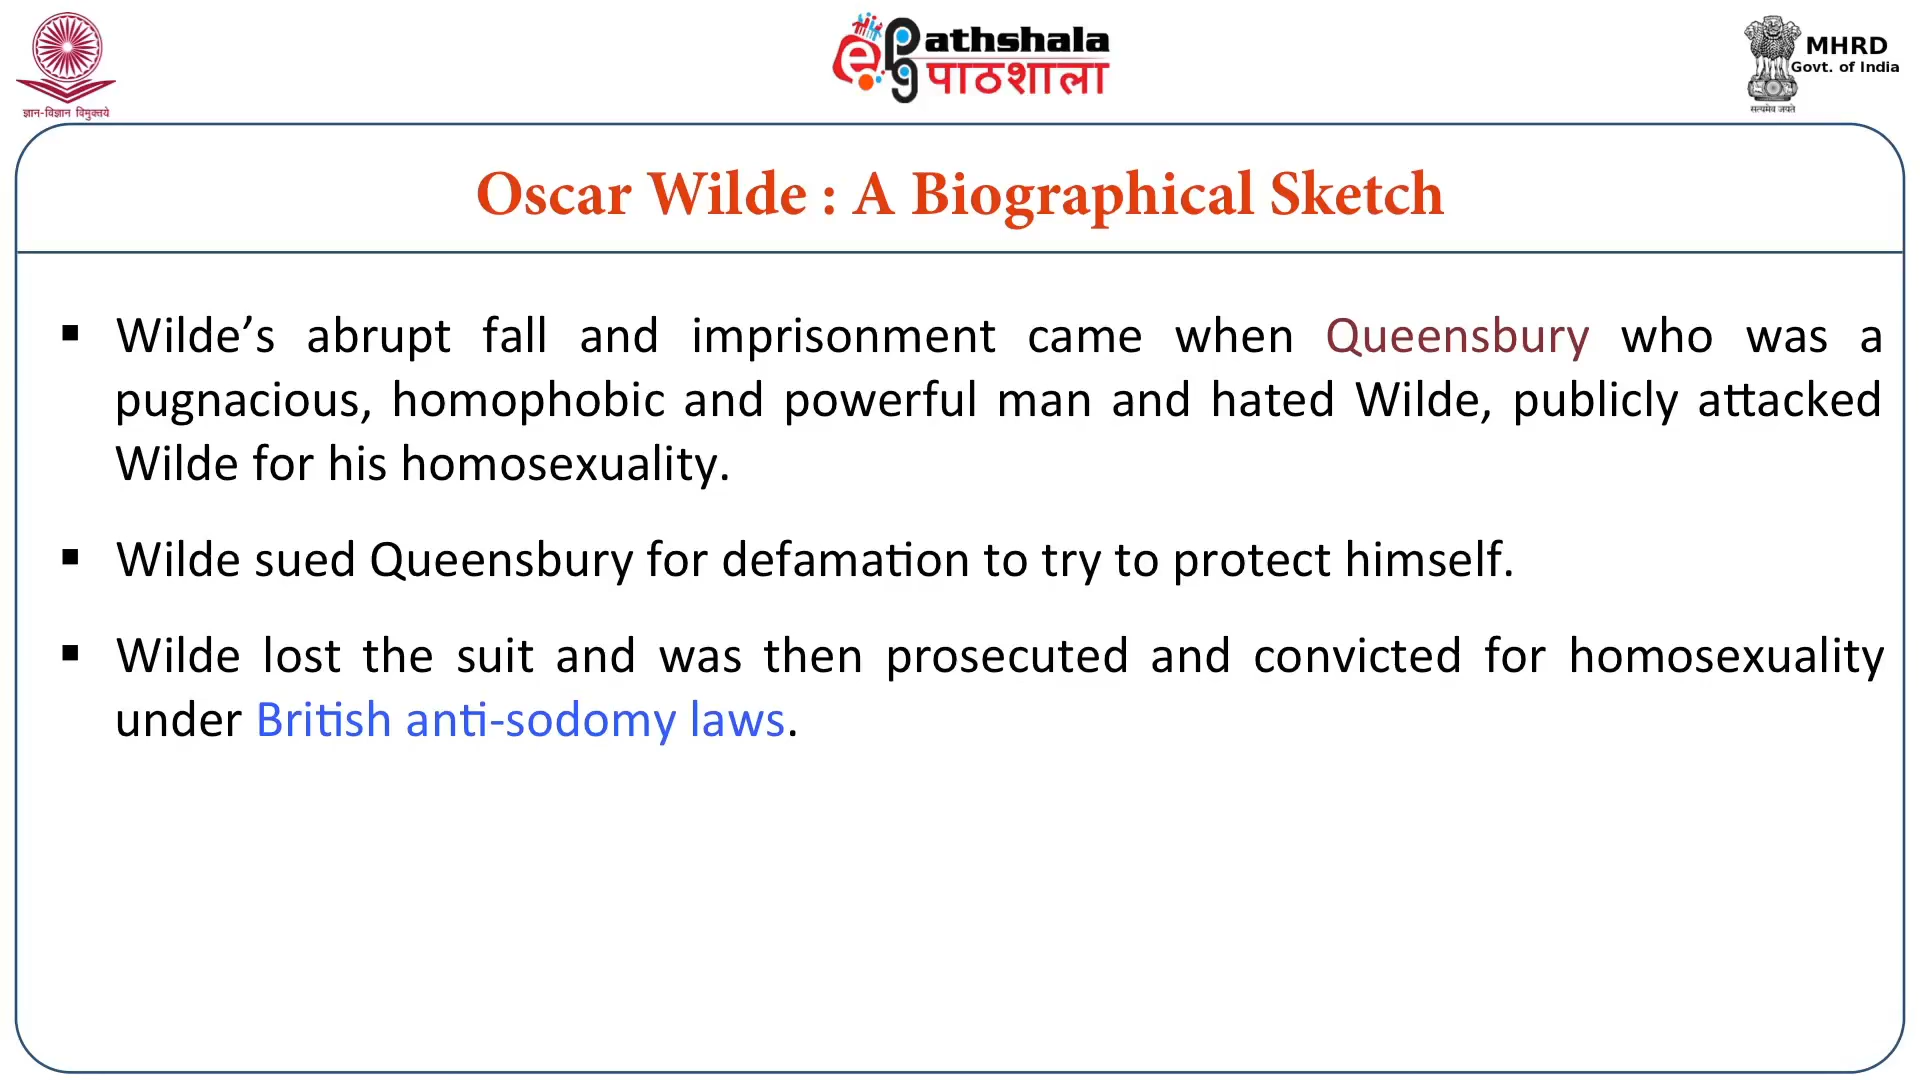 ज्ञान-विज्ञान विमुक्तये
e Pathshala
पाठशाला
MHRD
Govt. of India
सत्यमेव जयते
Oscar Wilde : A Biographical Sketch
▪ Wilde’s abrupt fall and imprisonment came when Queensbury who was a
pugnacious, homophobic and powerful man and hated Wilde, publicly attacked
Wilde for his homosexuality.
▪ Wilde sued Queensbury for defamation to try to protect himself.
▪ Wilde lost the suit and was then prosecuted and convicted for homosexuality
under British anti-sodomy laws.